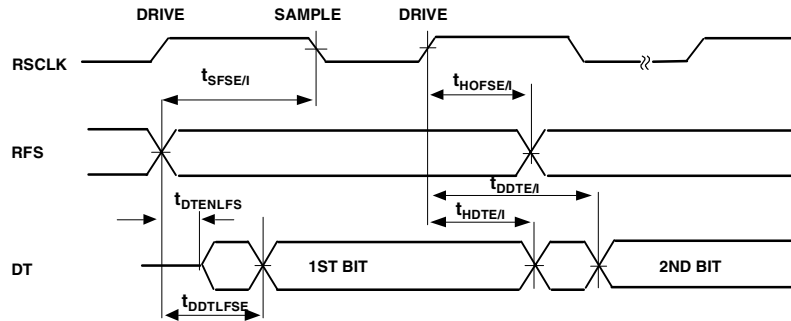 DRIVE SAMPLE DRIVE
RSCLK
tSFSE/I tHOFSE/I
RFS
tDDTE/I
tDTENLFS tHDTE/I
DT 1ST BIT 2ND BIT
tDDTLFSE